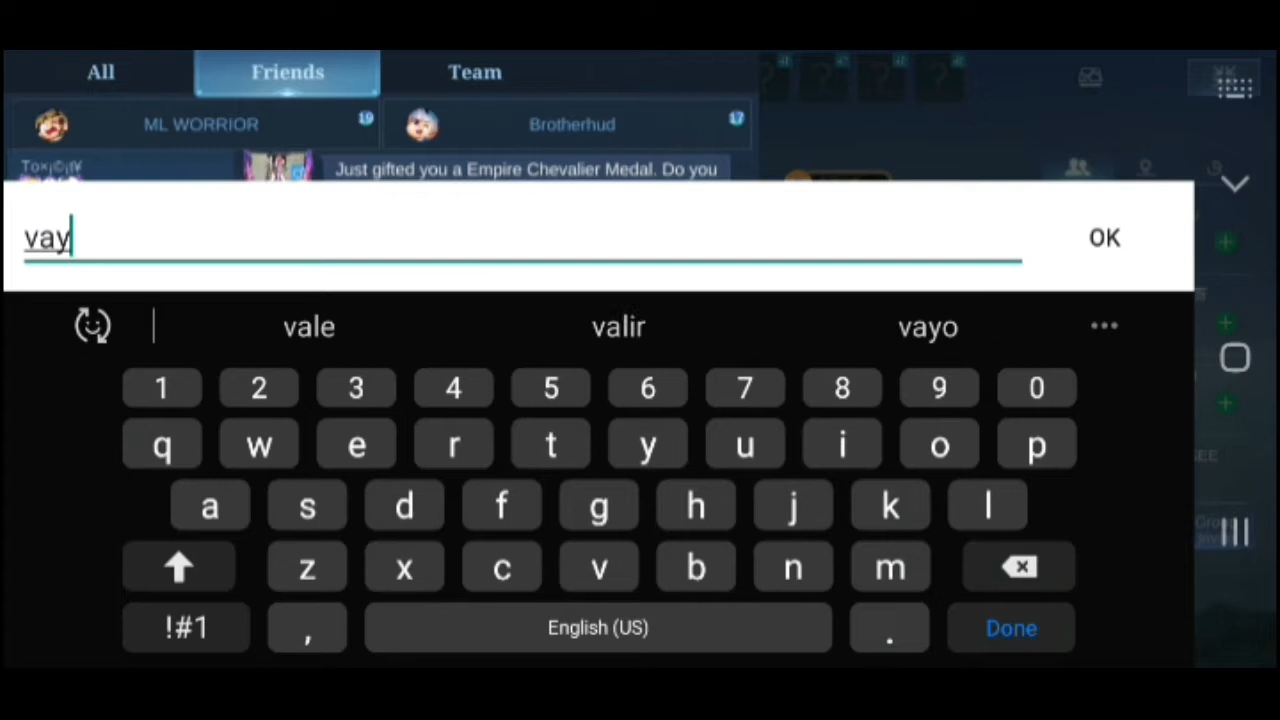 All Friends Team
ML WORRIOR 19 Brotherhud 17
Just gifted you a Empire Chevalier Medal. Do you
vay OK
vale valir vayo
1 2 3 4 5 6 7 8 9 0
q w e r t y u i o p
a s d f g h j k l
z x c v b n m
!#1 , English (US) . Done